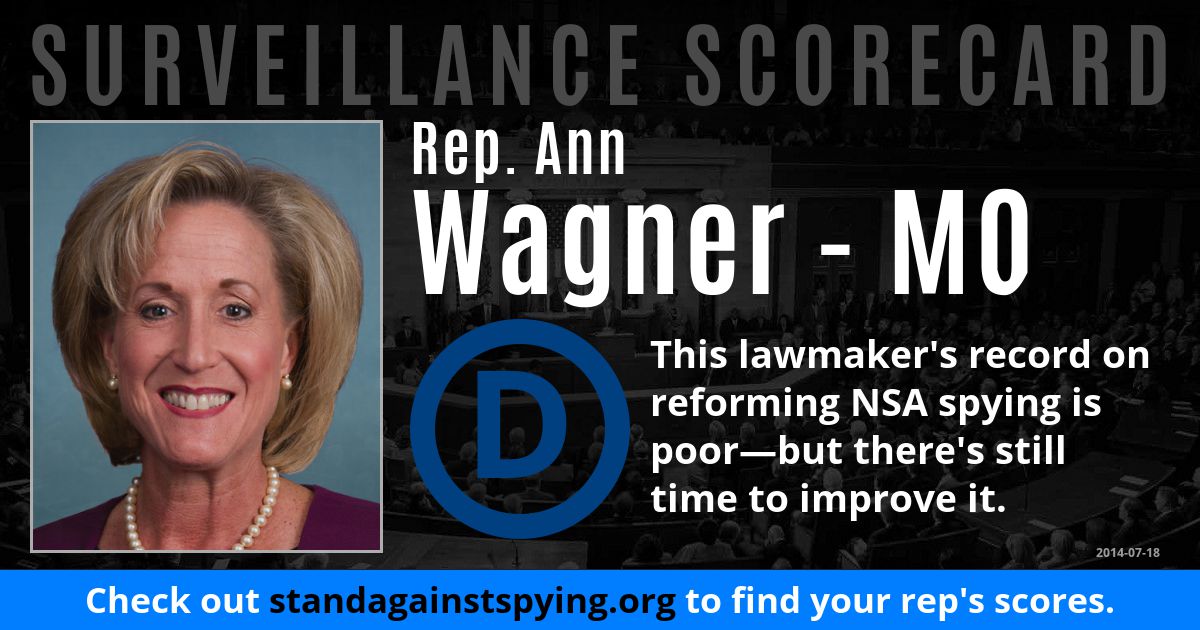 SURVEILLANCE SCORECARD
Rep. Ann
Wagner - MO
D
This lawmaker's record on
reforming NSA spying is
poor—but there's still
time to improve it.
2014-07-18
Check out standagainstspying.org to find your rep's scores.